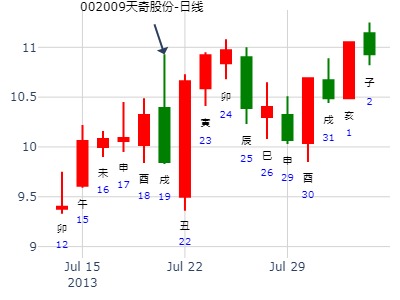 002009天奇股份-日线
11
10.5
10
9.5
9
卯
12
午
15
未
16
申
17
酉
18
戌
19
丑
22
寅
23
卯
24
辰
25
巳
26
申
29
酉
30
戌
31
亥
1
子
2
Jul 15
2013
Jul 22
Jul 29